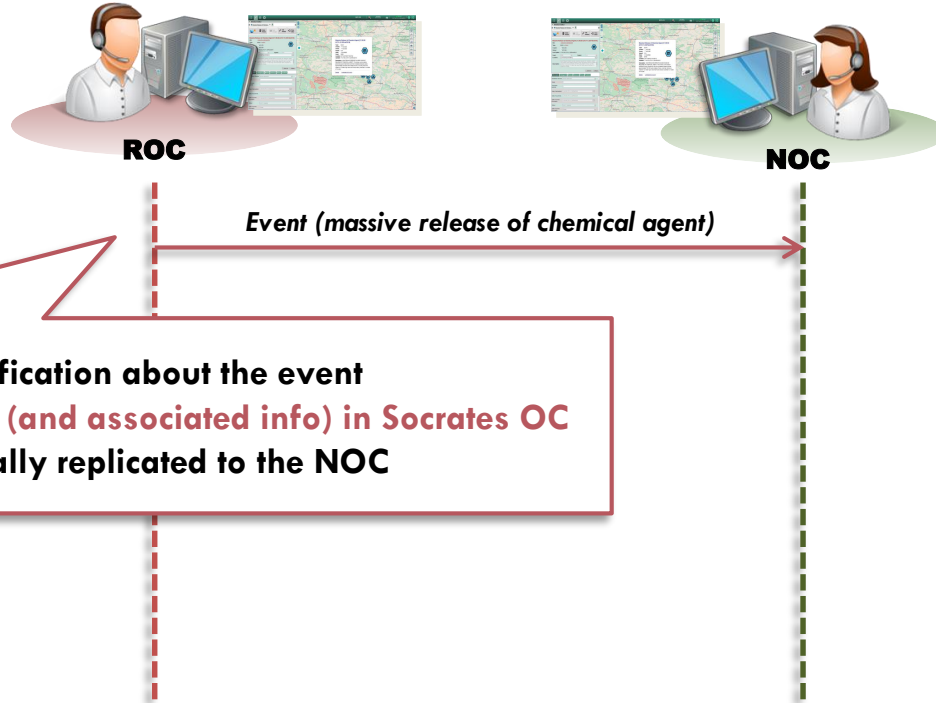 ROC
NOC
Event (massive release of chemical agent)
fication about the event
(and associated info) in Socrates OC
ally replicated to the NOC